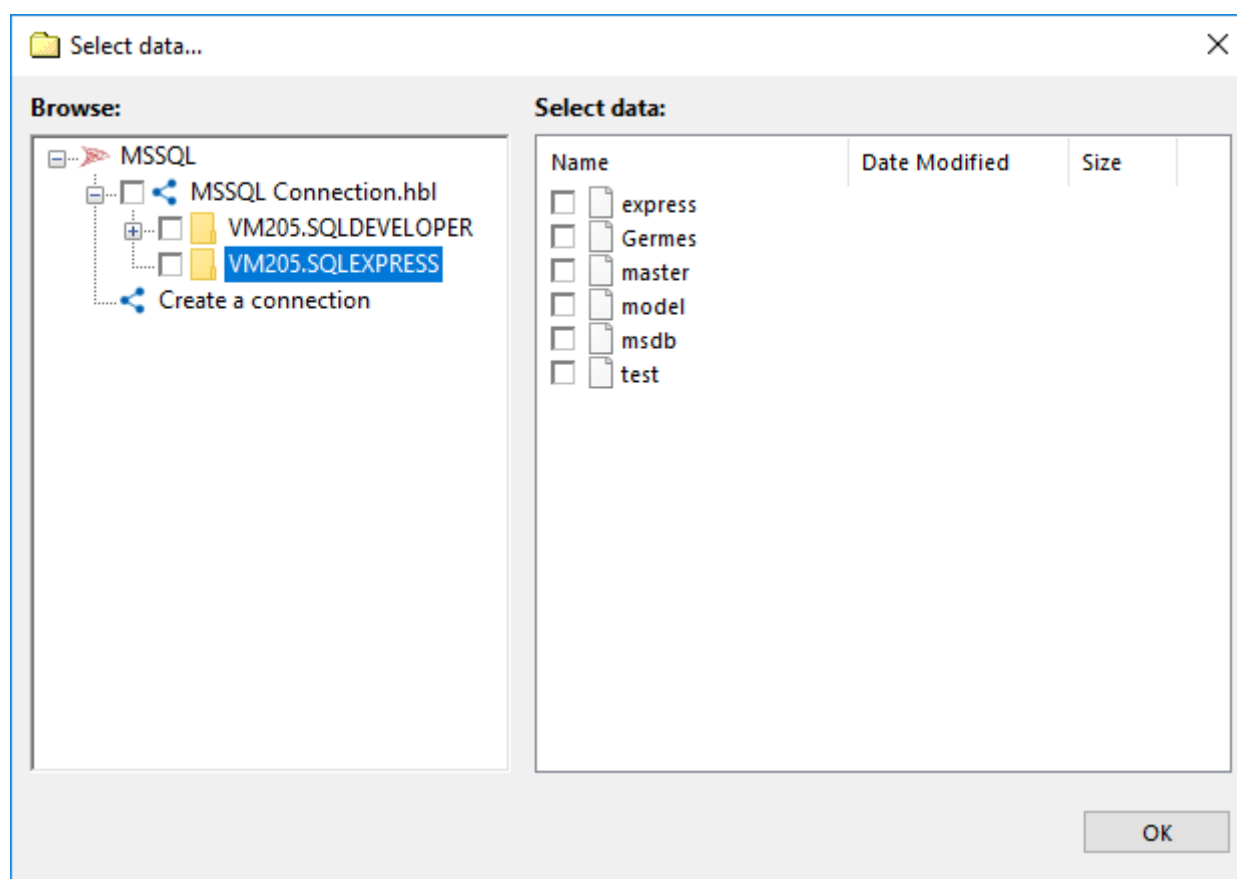 Select data...
Browse:
Select data:
MSSQL
MSSQL Connection.hbl
VM205.SQLDEVELOPER
VM205.SQLEXPRESS
Create a connection
Name Date Modified Size
express
Germes
master
model
msdb
test
OK